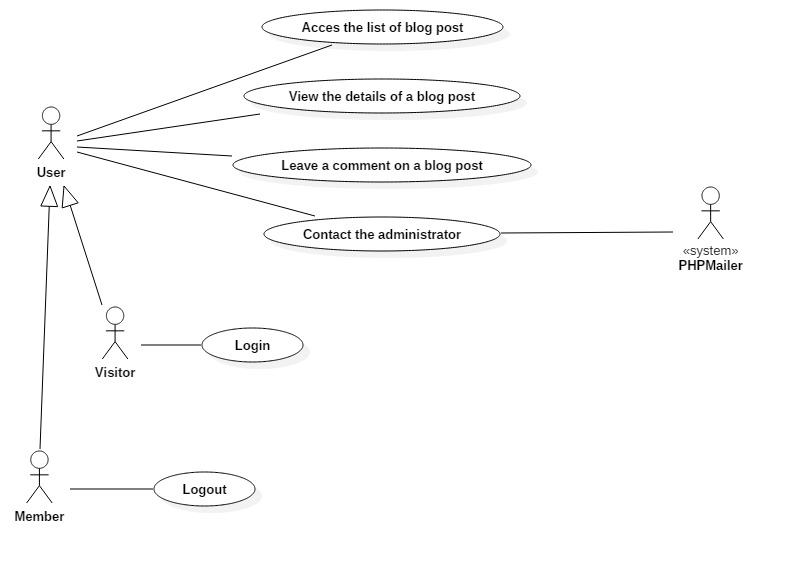 Acces the list of blog post
View the details of a blog post
User
Leave a comment on a blog post
Contact the administrator
«system»
PHPMailer
Login
Visitor
Logout
Member